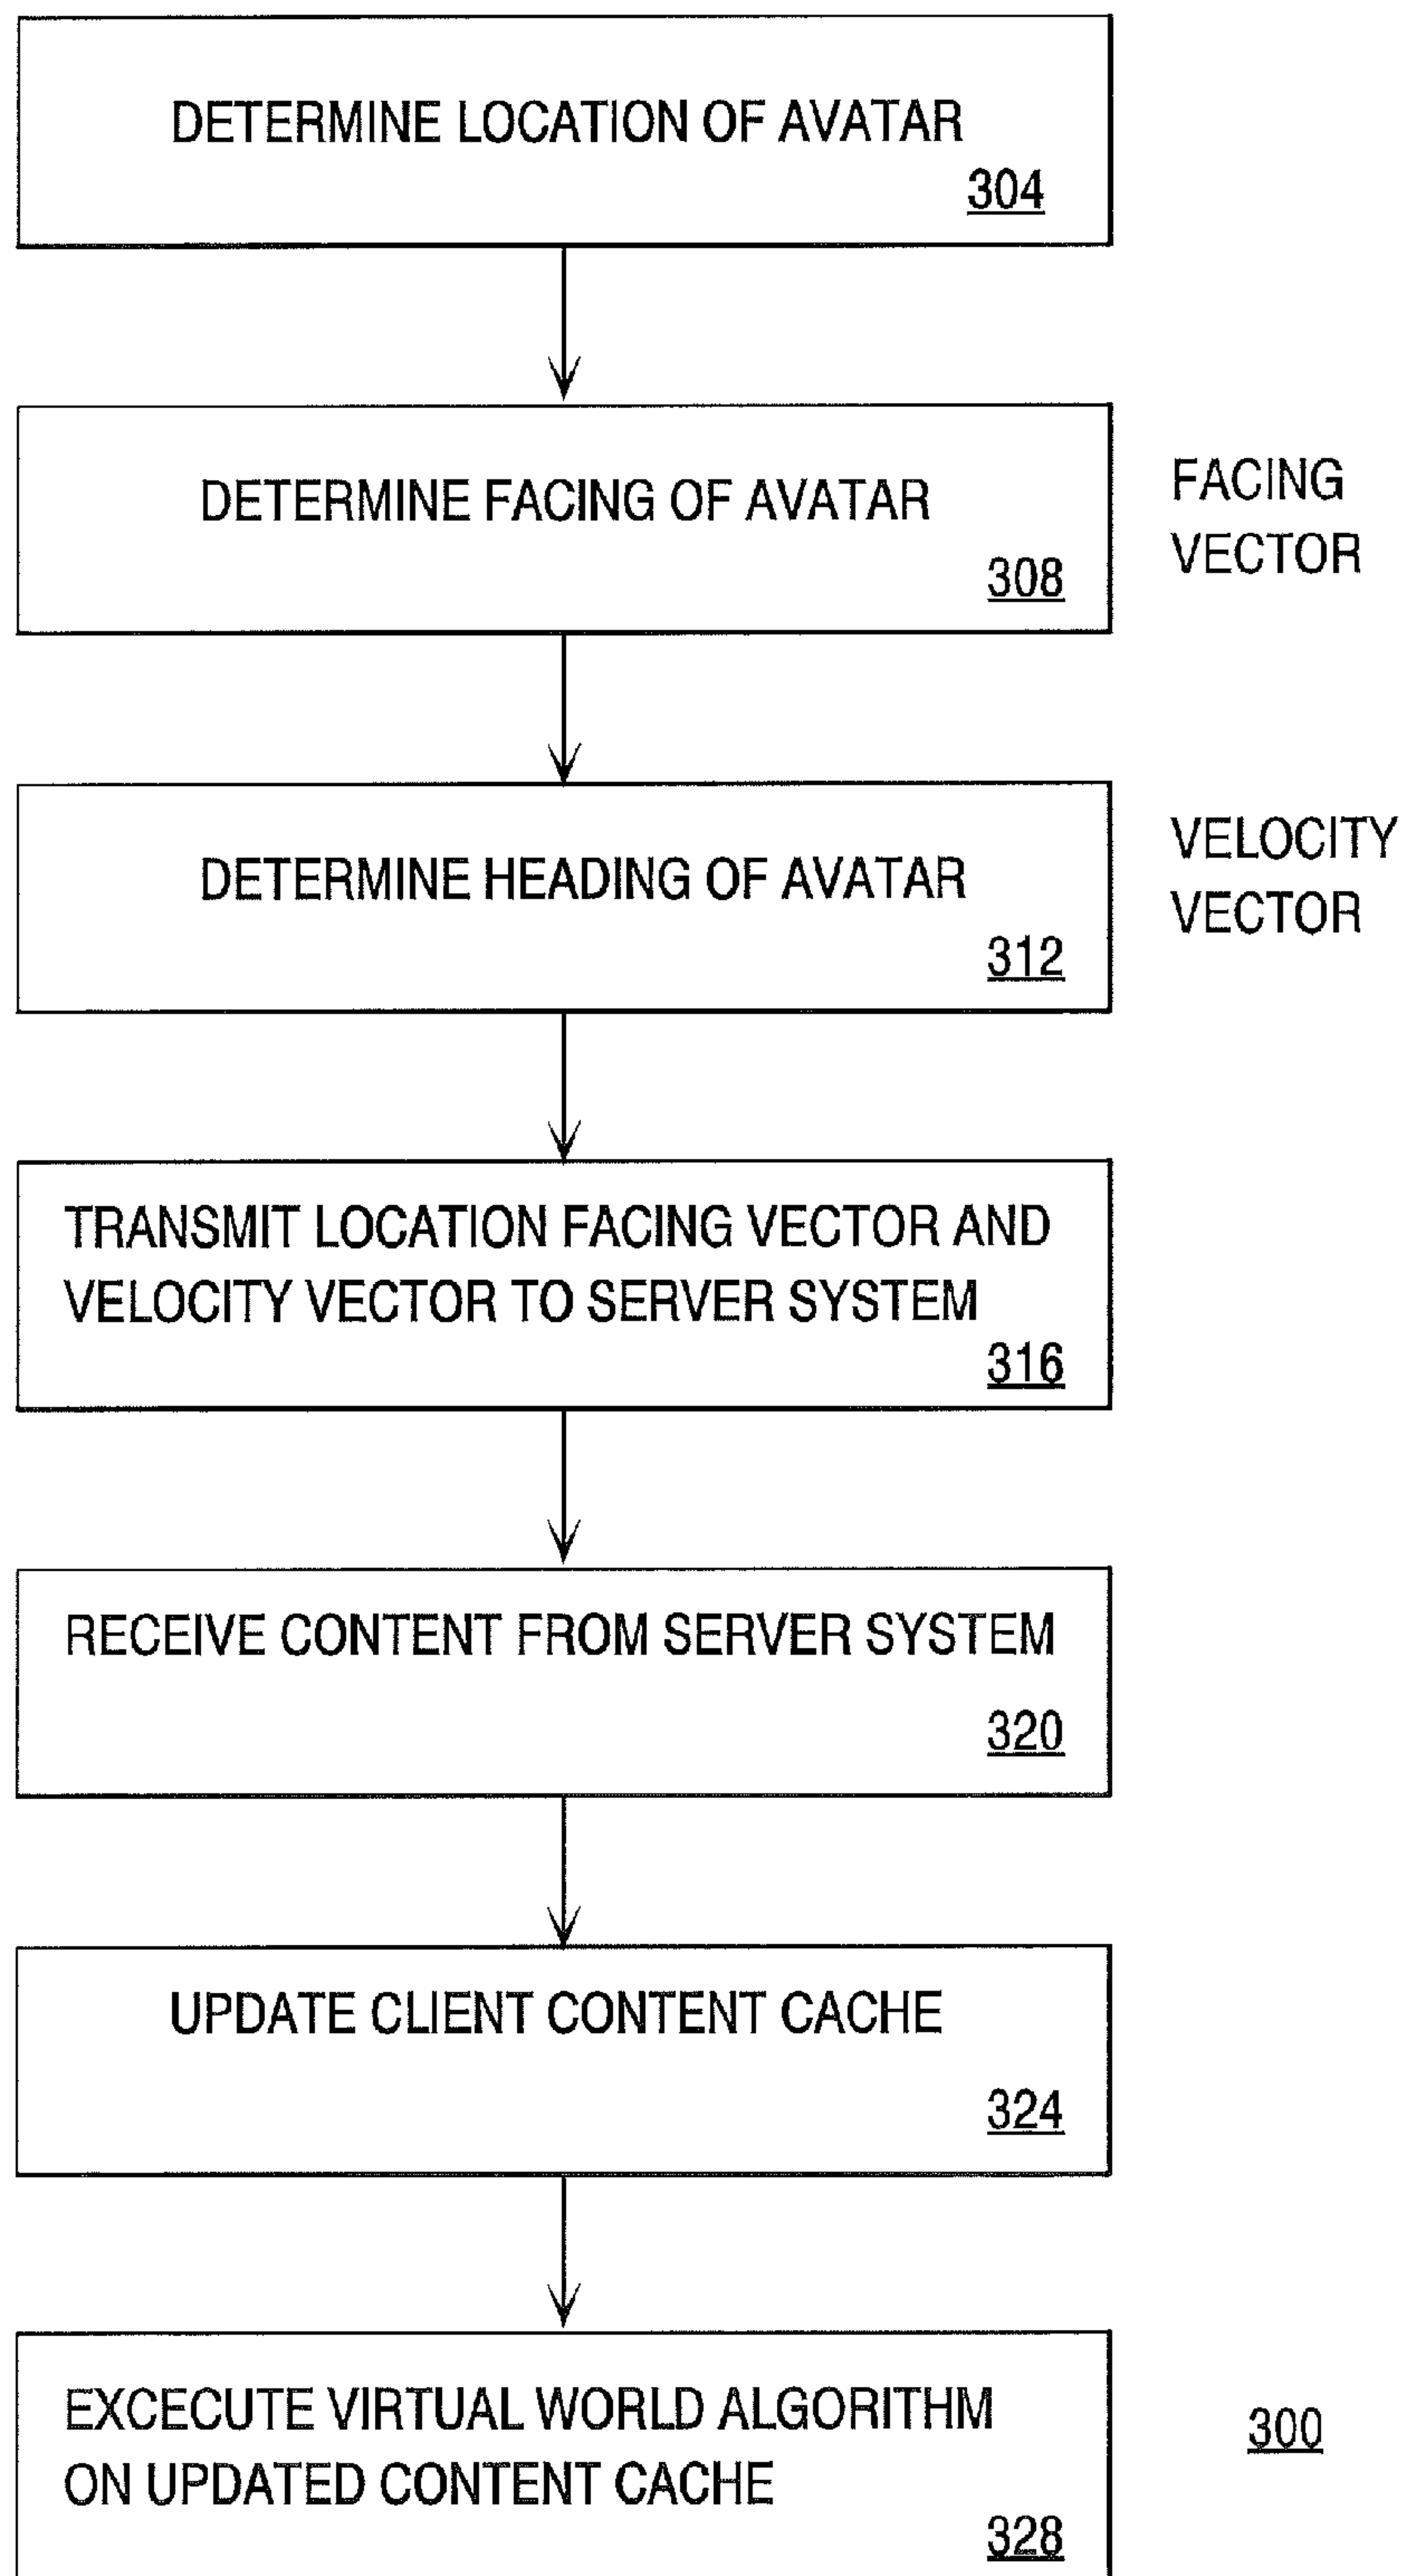 DETERMINE LOCATION OF AVATAR
304
DETERMINE FACING OF AVATAR
308
FACING
VECTOR
DETERMINE HEADING OF AVATAR
312
VELOCITY
VECTOR
TRANSMIT LOCATION FACING VECTOR AND
VELOCITY VECTOR TO SERVER SYSTEM
316
RECEIVE CONTENT FROM SERVER SYSTEM
320
UPDATE CLIENT CONTENT CACHE
324
EXCECUTE VIRTUAL WORLD ALGORITHM
ON UPDATED CONTENT CACHE
328
300